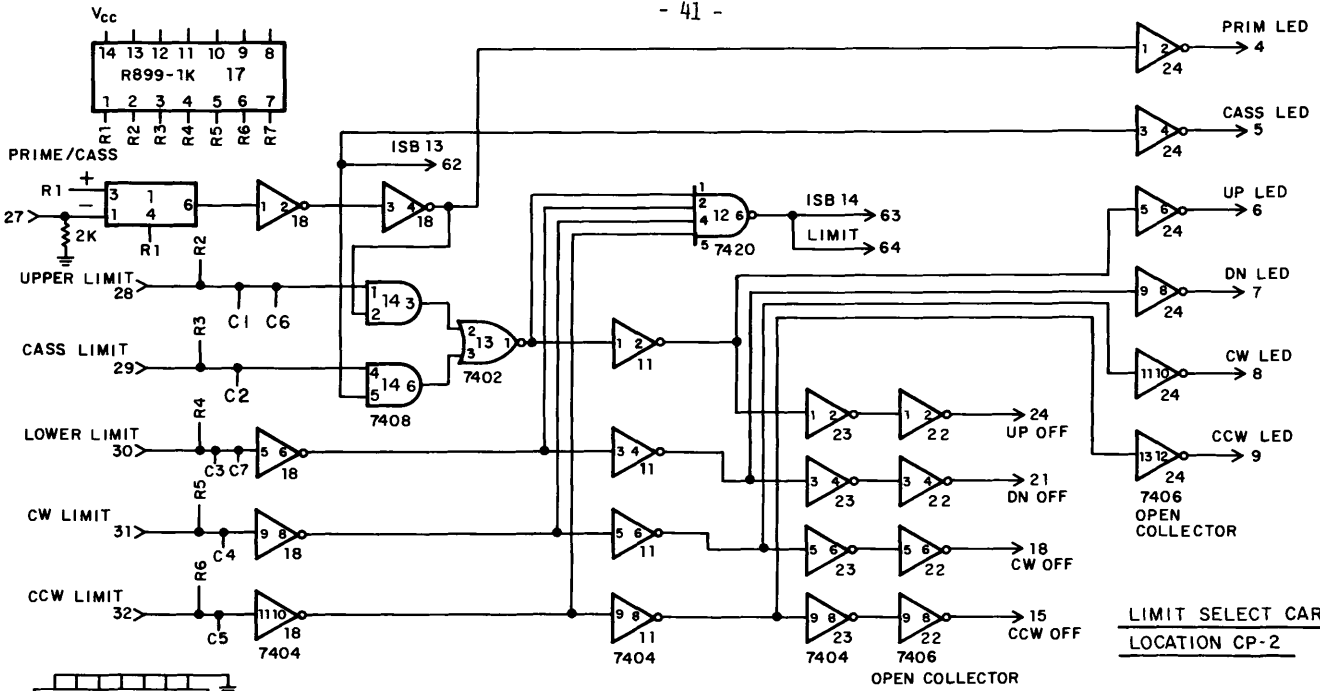 - 41 -
Vcc
14 13 12 11 10 9 8
R899-1K 17
1 2 3 4 5 6 7
R1 R2 R3 R4 R5 R6 R7
PRIM LED
1 2 4
24
CASS LED
3 4 5
24
ISB 13
62
PRIME/CASS
R1 + 3 1 6
27 - 1 4
R1
2K
1 2
18
3 4
18
1
2
4
5
12 6
7420
ISB 14
63
LIMIT
64
UP LED
5 6 6
24
R2
UPPER LIMIT
28
C1 C6
1
2
14 3
DN LED
9 8 7
24
R3
CASS LIMIT
29
C2
4
5
14 6
7408
2
3
13 1
7402
1 2
11
CW LED
11 10 8
24
1 2
23
1 2
22
24
UP OFF
R4
LOWER LIMIT
30
C3 C7
5 6
18
3 4
11
3 4
23
3 4
22
21
DN OFF
CCW LED
13 12 9
24
7406
OPEN
COLLECTOR
R5
CW LIMIT
31
C4
9 8
18
5 6
11
5 6
23
5 6
22
18
CW OFF
R6
CCW LIMIT
32
C5
11 10
18
7404
9 8
11
7404
9 8
23
7404
9 8
22
7406
15
CCW OFF
OPEN COLLECTOR
LIMIT SELECT CAR
LOCATION CP-2